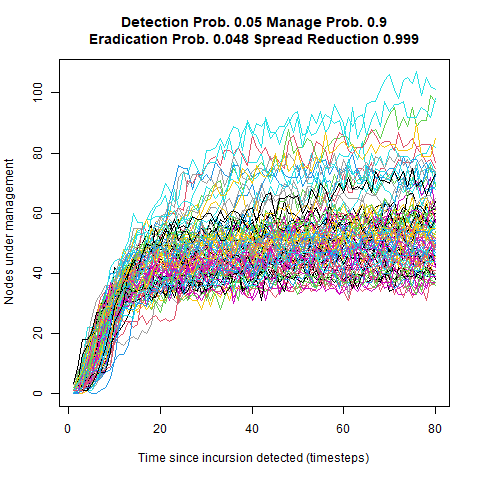 Detection Prob. 0.05 Manage Prob. 0.9
Eradication Prob. 0.048 Spread Reduction 0.999
Nodes under management
100
80
60
40
20
0
0 20 40 60 80
Time since incursion detected (timesteps)